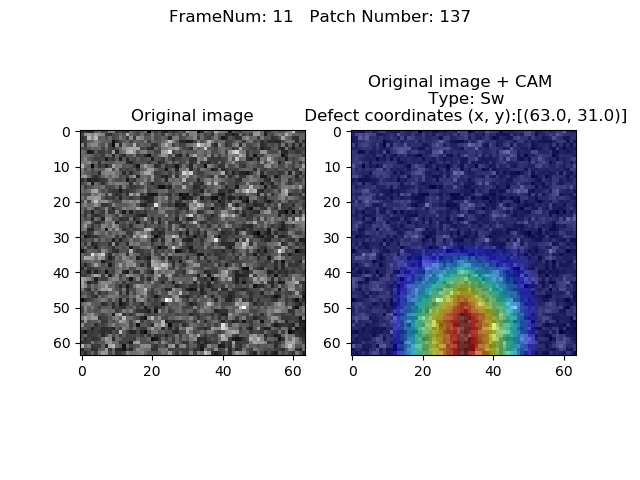 FrameNum: 11   Patch Number: 137
Original image
0
10
20
30
40
50
60
0 20 40 60
Original image + CAM
Type: Sw
Defect coordinates (x, y):[(63.0, 31.0)]
0
10
20
30
40
50
60
0 20 40 60